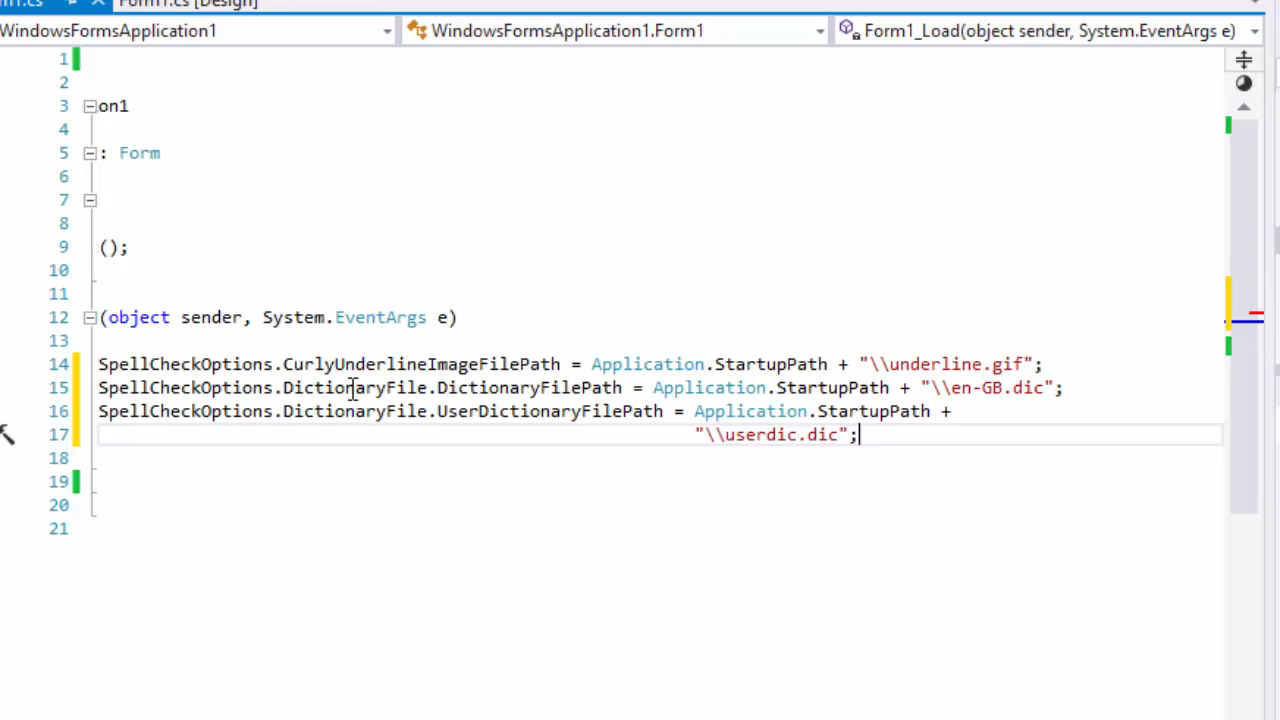 Form1.cs [Design]
WindowsFormsApplication1 WindowsFormsApplication1.Form1 Form1_Load(object sender, System.EventArgs e)
1
2
3 on1
4
5 : Form
6
7
8
9 ();
10
11
12 (object sender, System.EventArgs e)
13
14 SpellCheckOptions.CurlyUnderlineImageFilePath = Application.StartupPath + "\\underline.gif";
15 SpellCheckOptions.DictionaryFile.DictionaryFilePath = Application.StartupPath + "\\en-GB.dic";
16 SpellCheckOptions.DictionaryFile.UserDictionaryFilePath = Application.StartupPath +
17 "\\userdic.dic";
18
19
20
21